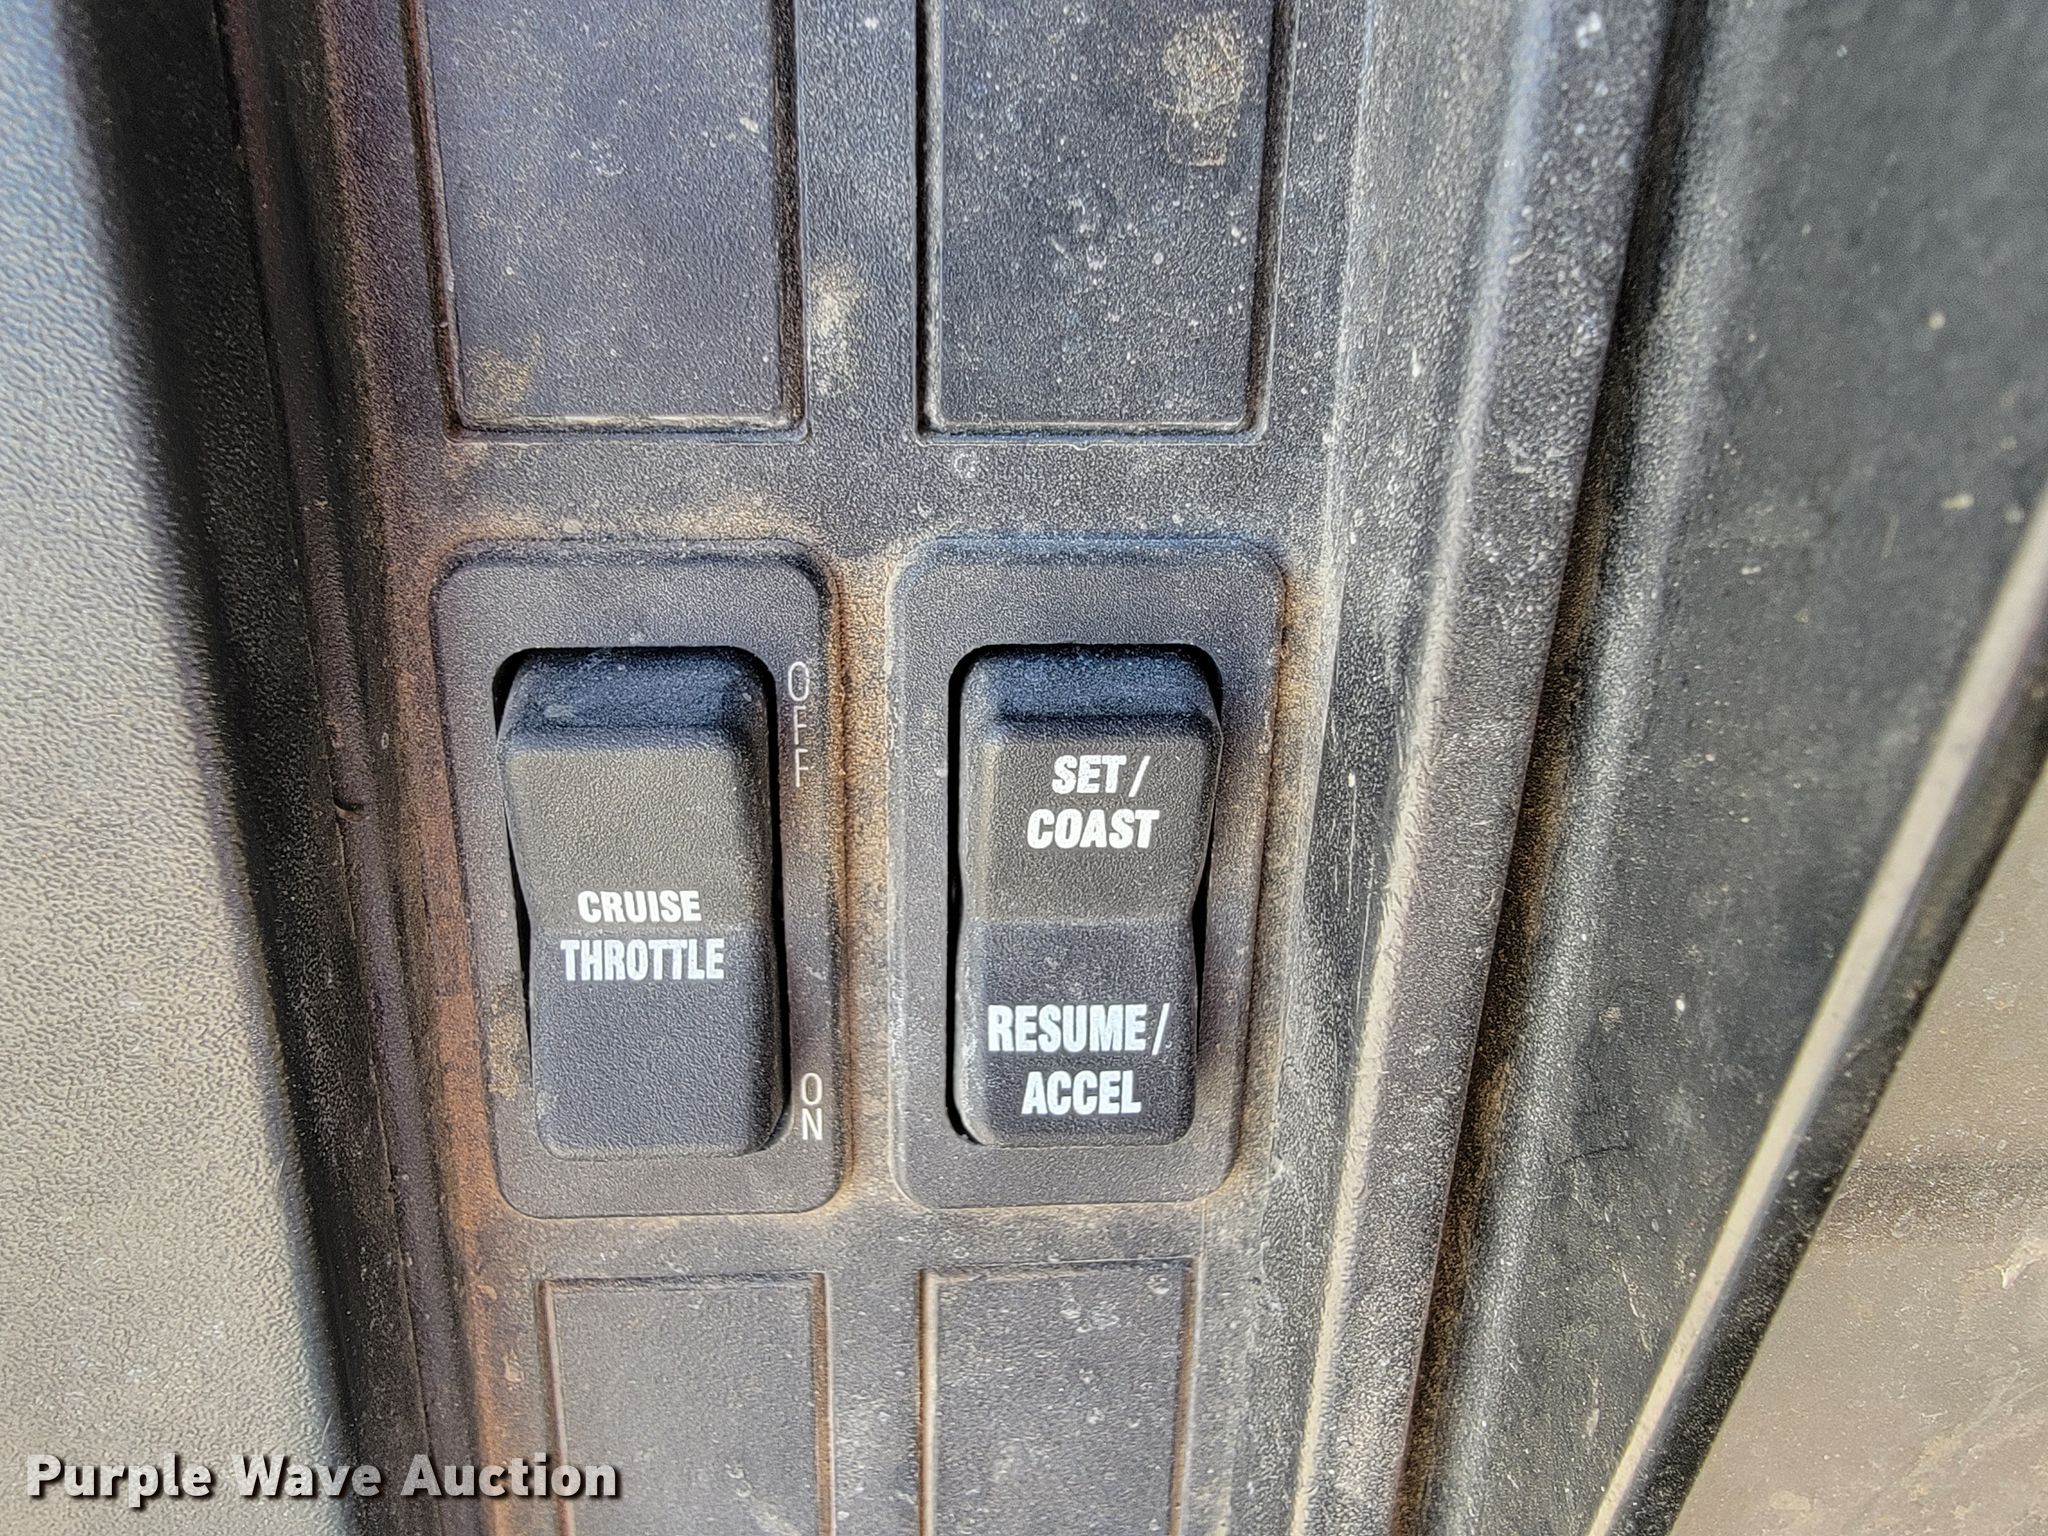 OFF
CRUISE
THROTTLE
ON
SET/
COAST
RESUME/
ACCEL
Purple Wave Auction